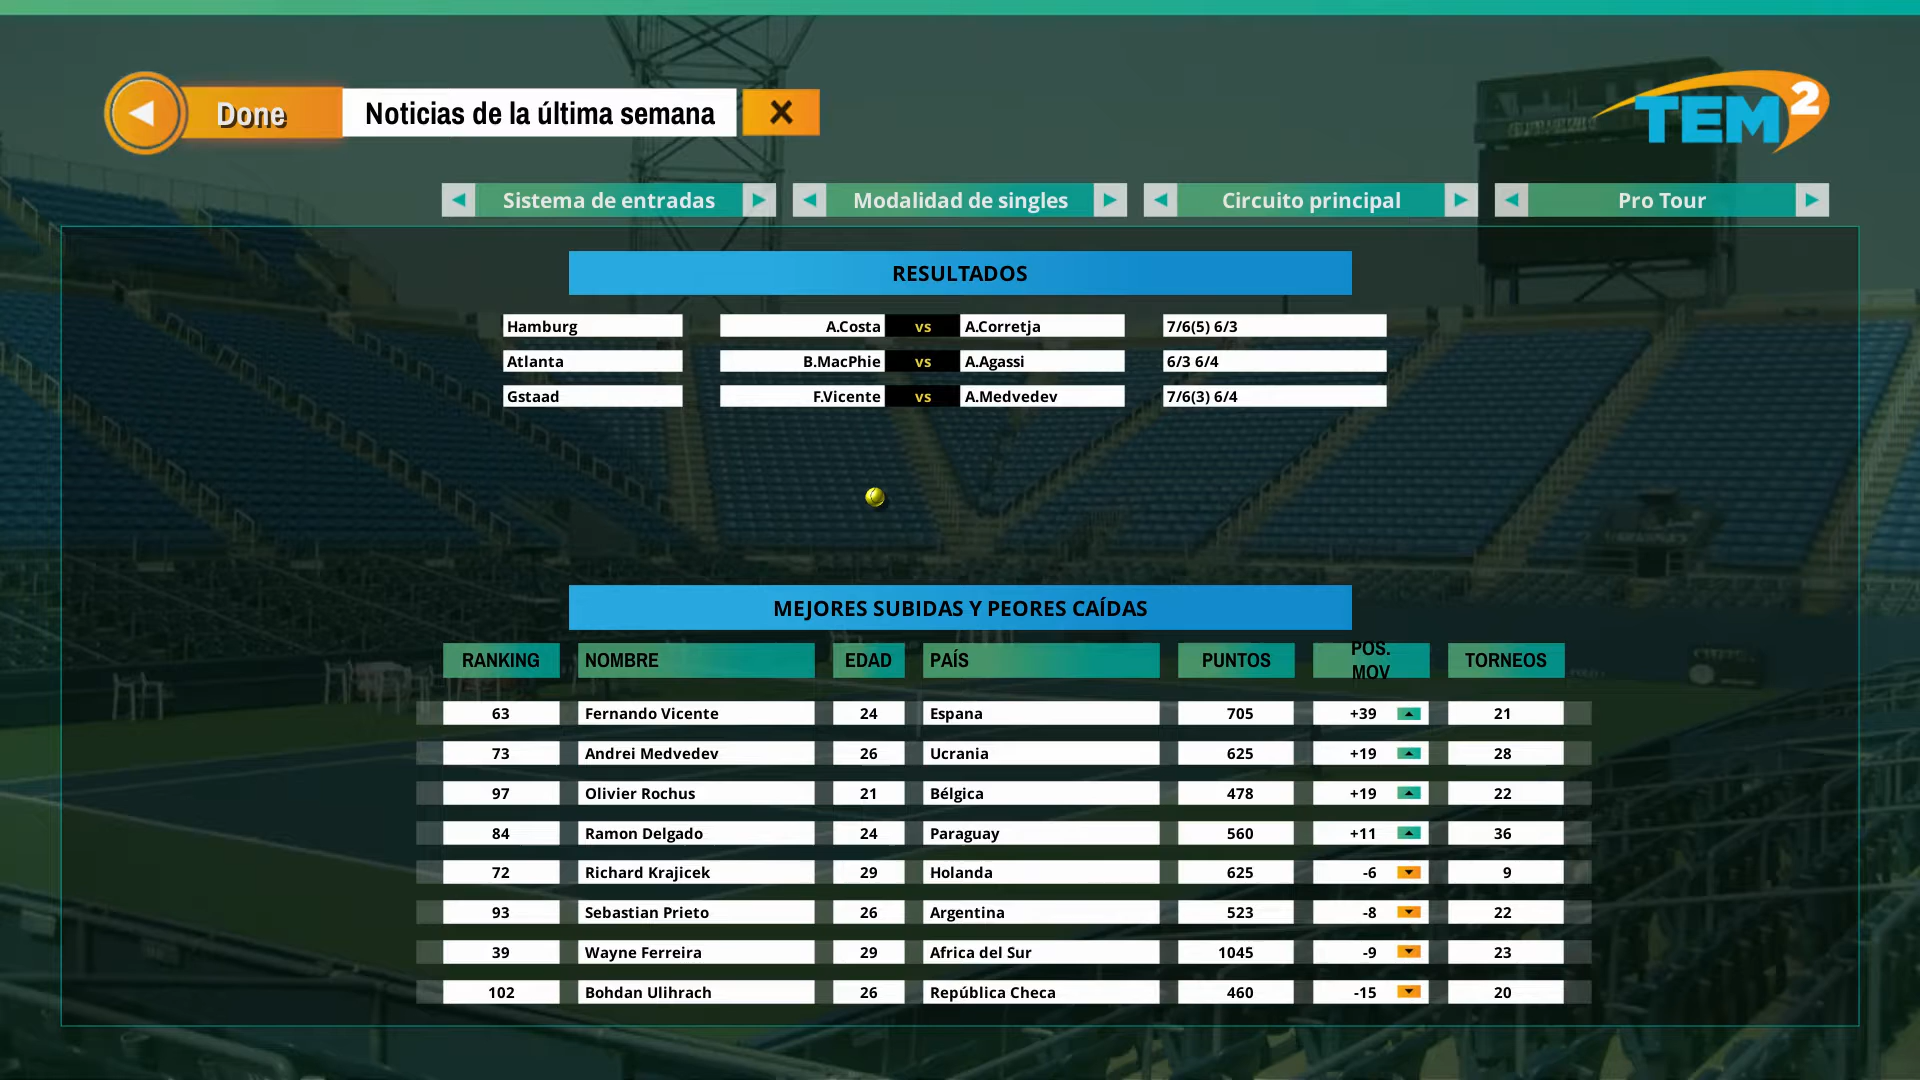 Done
Noticias de la última semana
TEM2
Sistema de entradas
Modalidad de singles
Circuito principal
Pro Tour
RESULTADOS
Hamburg A.Costa vs A.Corretja 7/6(5) 6/3
Atlanta B.MacPhie vs A.Agassi 6/3 6/4
Gstaad F.Vicente vs A.Medvedev 7/6(3) 6/4
MEJORES SUBIDAS Y PEORES CAÍDAS
RANKING NOMBRE EDAD PAÍS PUNTOS POS. MOV TORNEOS
63 Fernando Vicente 24 Espana 705 +39 21
73 Andrei Medvedev 26 Ucrania 625 +19 28
97 Olivier Rochus 21 Bélgica 478 +19 22
84 Ramon Delgado 24 Paraguay 560 +11 36
72 Richard Krajicek 29 Holanda 625 -6 9
93 Sebastian Prieto 26 Argentina 523 -8 22
39 Wayne Ferreira 29 Africa del Sur 1045 -9 23
102 Bohdan Ulihrach 26 República Checa 460 -15 20